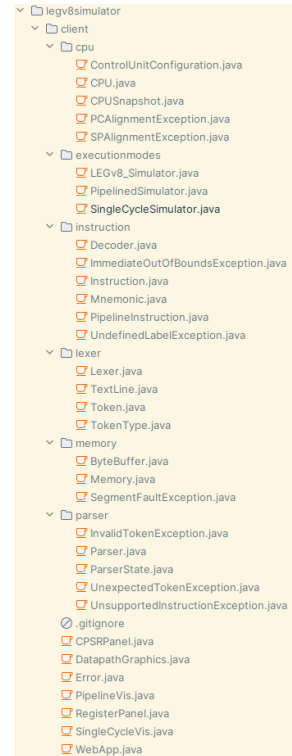 legv8simulator
client
cpu
ControlUnitConfiguration.java
CPU.java
CPUSnapshot.java
PCAlignmentException.java
SPAlignmentException.java
executionmodes
LEGv8_Simulator.java
PipelinedSimulator.java
SingleCycleSimulator.java
instruction
Decoder.java
ImmediateOutOfBoundsException.java
Instruction.java
Mnemonic.java
PipelineInstruction.java
UndefinedLabelException.java
lexer
Lexer.java
TextLine.java
Token.java
TokenType.java
memory
ByteBuffer.java
Memory.java
SegmentFaultException.java
parser
InvalidTokenException.java
Parser.java
ParserState.java
UnexpectedTokenException.java
UnsupportedInstructionException.java
.gitignore
CPSRPanel.java
DatapathGraphics.java
Error.java
PipelineVis.java
RegisterPanel.java
SingleCycleVis.java
WebApp.java